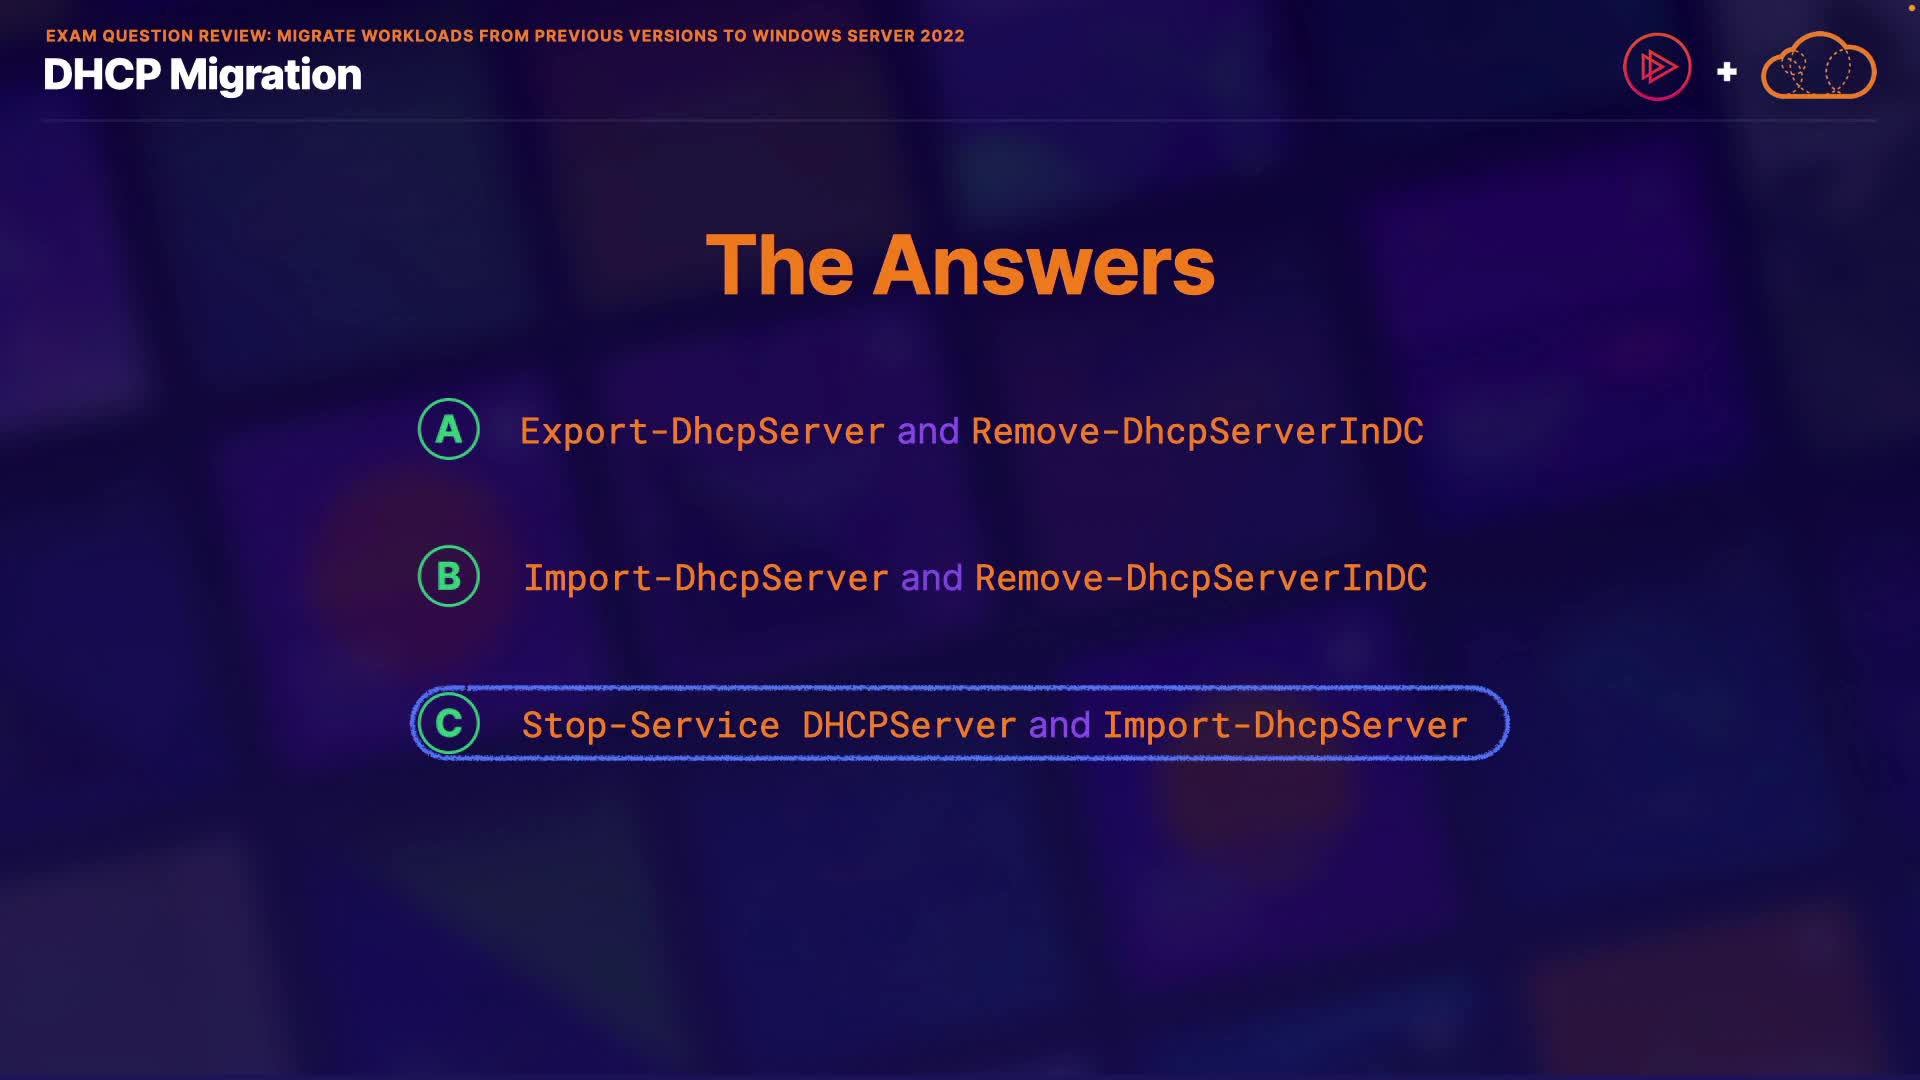 EXAM QUESTION REVIEW: MIGRATE WORKLOADS FROM PREVIOUS VERSIONS TO WINDOWS SERVER 2022
DHCP Migration
The Answers
A Export-DhcpServer and Remove-DhcpServerInDC
B Import-DhcpServer and Remove-DhcpServerInDC
C Stop-Service DHCPServer and Import-DhcpServer